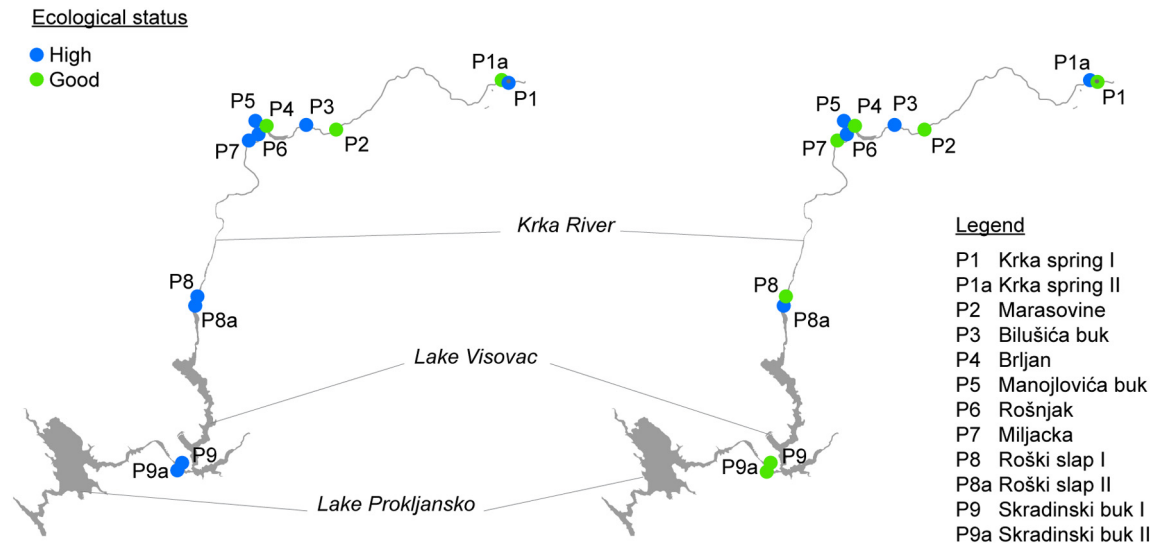 Ecological status
High
Good
P1a
P1
P5
P4
P3
P2
P7
P6
P8
P8a
P9
P9a
Krka River
Lake Visovac
Lake Prokljansko
P1a
P1
P5
P4
P3
P2
P7
P6
P8
P8a
P9
P9a
Legend
P1 Krka spring I
P1a Krka spring II
P2 Marasovine
P3 Bilušića buk
P4 Brljan
P5 Manojlovića buk
P6 Rošnjak
P7 Miljacka
P8 Roški slap I
P8a Roški slap II
P9 Skradinski buk I
P9a Skradinski buk II